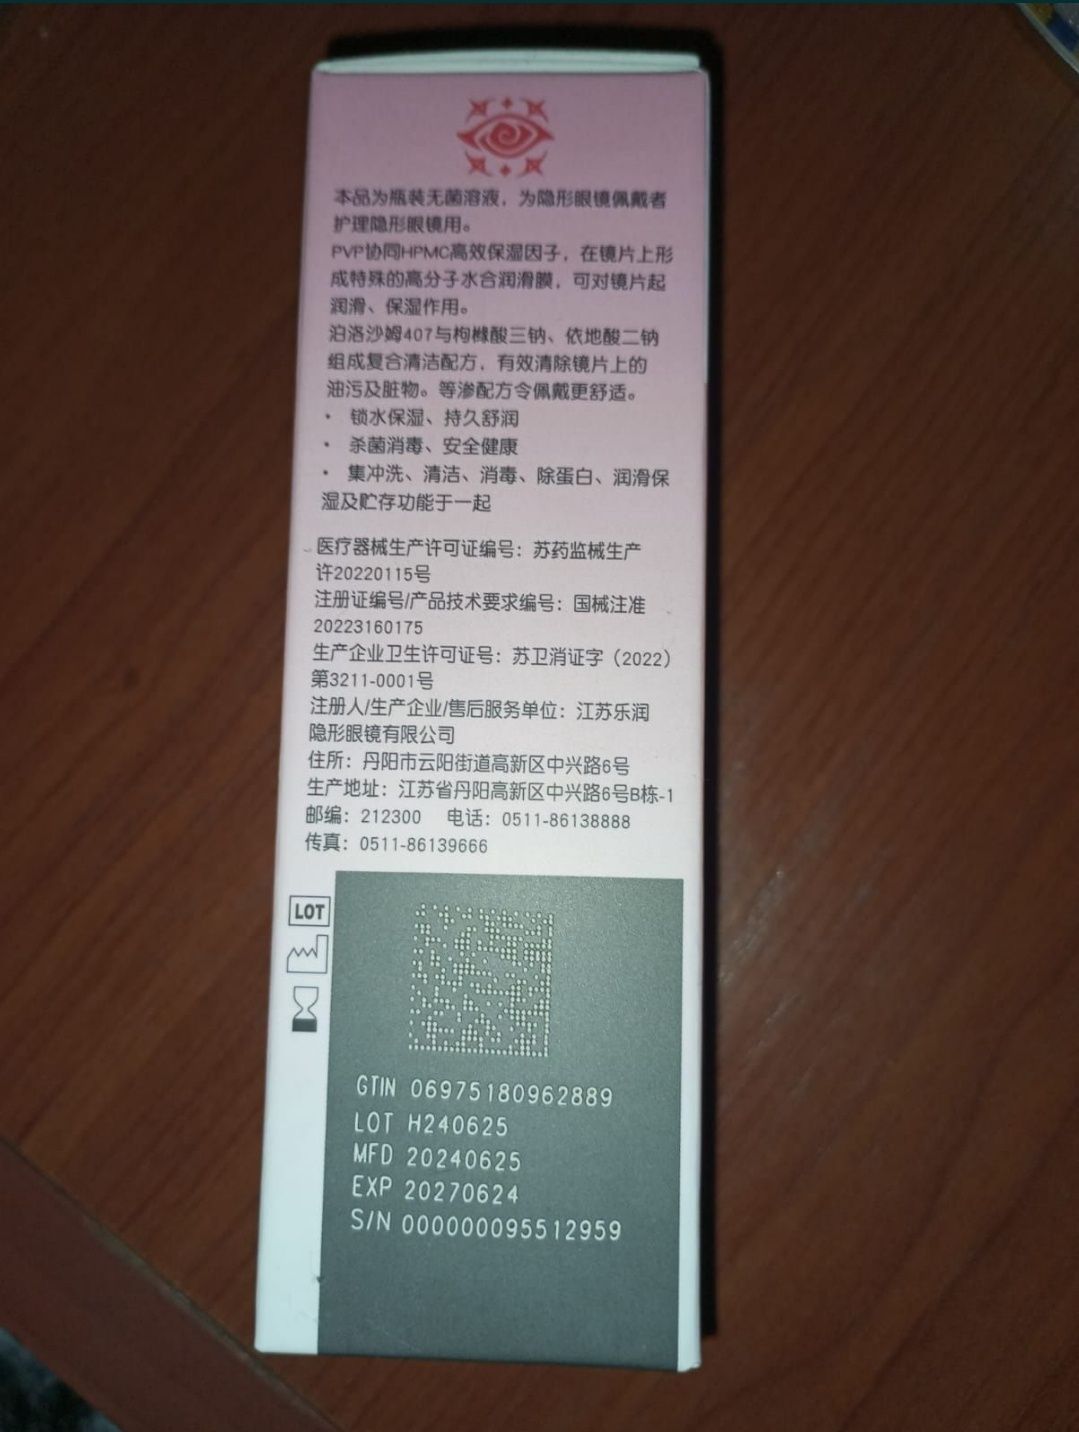 本品为瓶装无菌溶液，为隐形眼镜佩戴者
护理隐形眼镜用。
PVP协同HPMC高效保湿因子，在镜片上形
成特殊的高分子水合润滑膜，可对镜片起
润滑、保湿作用。
泊洛沙姆407与枸橼酸三钠、依地酸二钠
组成复合清洁配方，有效清除镜片上的
油污及脏物。等渗配方令佩戴更舒适。
· 锁水保湿、持久舒润
· 杀菌消毒、安全健康
· 集冲洗、清洁、消毒、除蛋白、润滑保
湿及贮存功能于一起
医疗器械生产许可证编号：苏药监械生产
许20220115号
注册证编号/产品技术要求编号：国械注准
20223160175
生产企业卫生许可证号：苏卫消证字（2022）
第3211-0001号
注册人/生产企业/售后服务单位：江苏乐润
隐形眼镜有限公司
住所：丹阳市云阳街道高新区中兴路6号
生产地址：江苏省丹阳高新区中兴路6号B栋-1
邮编：212300 电话：0511-86138888
传真：0511-86139666
LOT
GTIN 06975180962889
LOT H240625
MFD 20240625
EXP 20270624
S/N 000000095512959